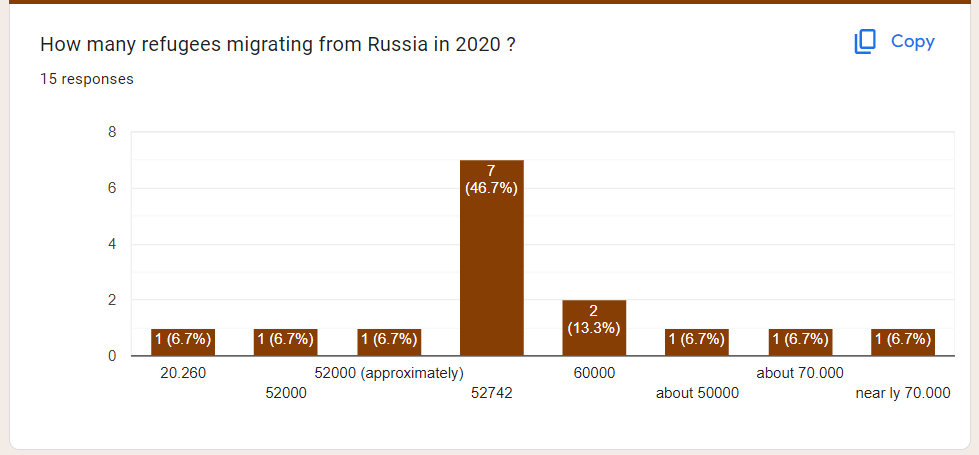 How many refugees migrating from Russia in 2020 ?
Copy
15 responses
8
6
4
2
0
1 (6.7%)
1 (6.7%)
1 (6.7%)
7
(46.7%)
2
(13.3%)
1 (6.7%)
1 (6.7%)
1 (6.7%)
20.260
52000
52000 (approximately)
52742
60000
about 50000
about 70.000
near ly 70.000